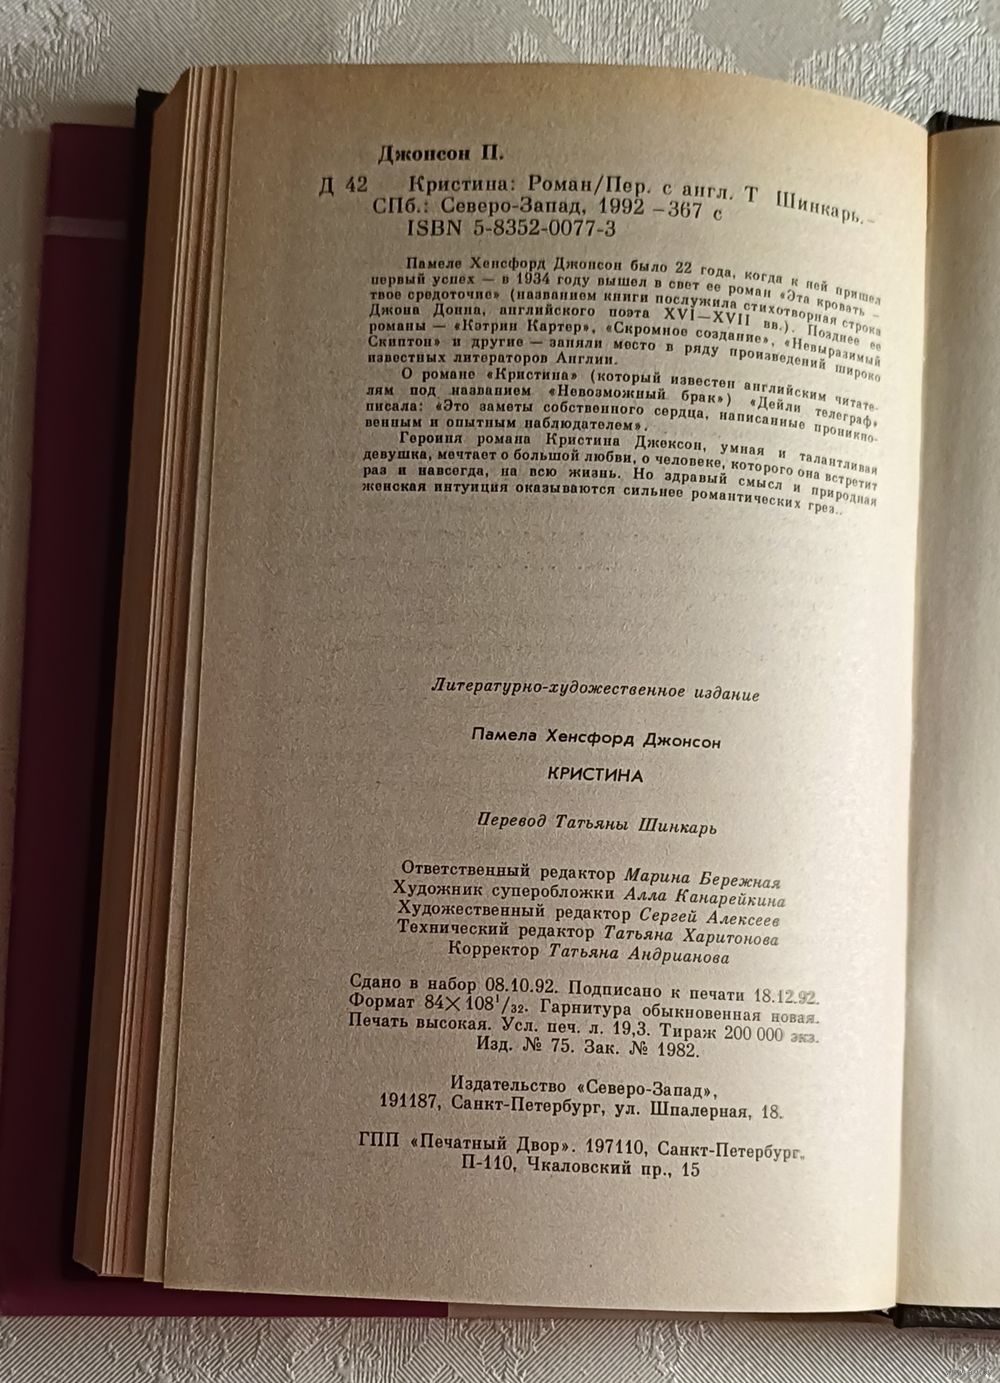 Джонсон П.
Д 42 Кристина: Роман/Пер. с англ. Т Шинкарь.–
СПб.: Северо-Запад, 1992 –367 с
ISBN 5-8352-0077-3
Памеле Хенсфорд Джонсон было 22 года, когда к ней пришел
первый успех — в 1934 году вышел в свет ее роман «Эта кровать –
твое средоточие» (названием книги послужила стихотворная строка
Джона Донна, английского поэта XVI—XVII вв.). Позднее ее
романы — «Кэтрин Картер», «Скромное создание», «Невыразимый
Скиптон» и другие — заняли место в ряду произведений широко
известных литераторов Англии.
О романе «Кристина» (который известен английским читате-
лям под названием «Невозможный брак») «Дейли телеграф»
писала: «Это заметы собственного сердца, написанные проникно-
венным и опытным наблюдателем».
Героиня романа Кристина Джексон, умная и талантливая
девушка, мечтает о большой любви, о человеке, которого она встретит
раз и навсегда, на всю жизнь. Но здравый смысл и природная
женская интуиция оказываются сильнее романтических грез..
Литературно-художественное издание
Памела Хенсфорд Джонсон
КРИСТИНА
Перевод Татьяны Шинкарь
Ответственный редактор Марина Бережная
Художник суперобложки Алла Канарейкина
Художественный редактор Сергей Алексеев
Технический редактор Татьяна Харитонова
Корректор Татьяна Андрианова
Сдано в набор 08.10.92. Подписано к печати 18.12.92.
Формат 84×108¹/₃₂. Гарнитура обыкновенная новая.
Печать высокая. Усл. печ. л. 19,3. Тираж 200 000 экз.
Изд. № 75. Зак. № 1982.
Издательство «Северо-Запад»,
191187, Санкт-Петербург, ул. Шпалерная, 18.
ГПП «Печатный Двор». 197110, Санкт-Петербург,
П-110, Чкаловский пр., 15